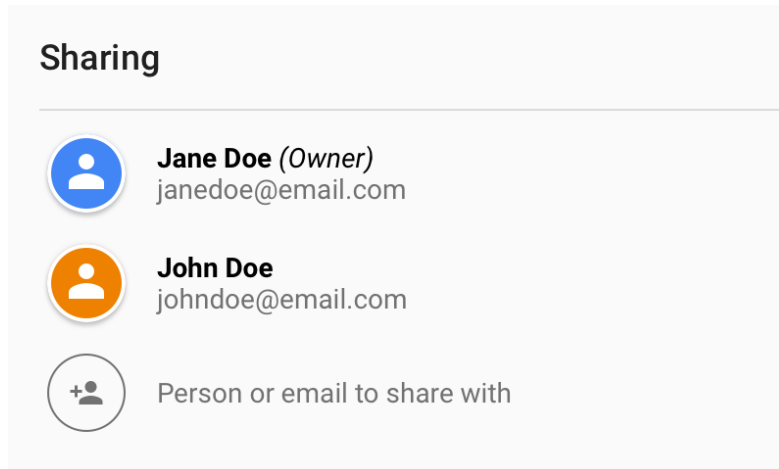 Sharing
Jane Doe (Owner)
janedoe@email.com
John Doe
johndoe@email.com
Person or email to share with